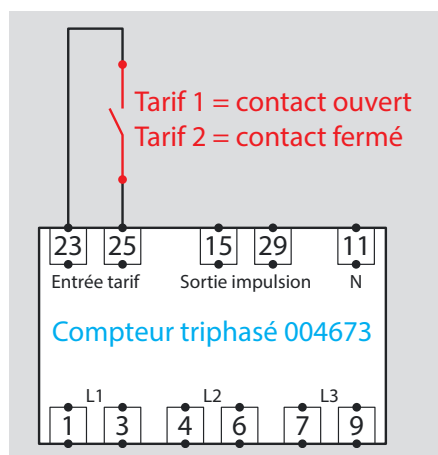 Tarif 1 = contact ouvert
Tarif 2 = contact fermé
23 25 15 29 11
Entrée tarif Sortie impulsion N
Compteur triphasé 004673
L1 L2 L3
1 3 4 6 7 9